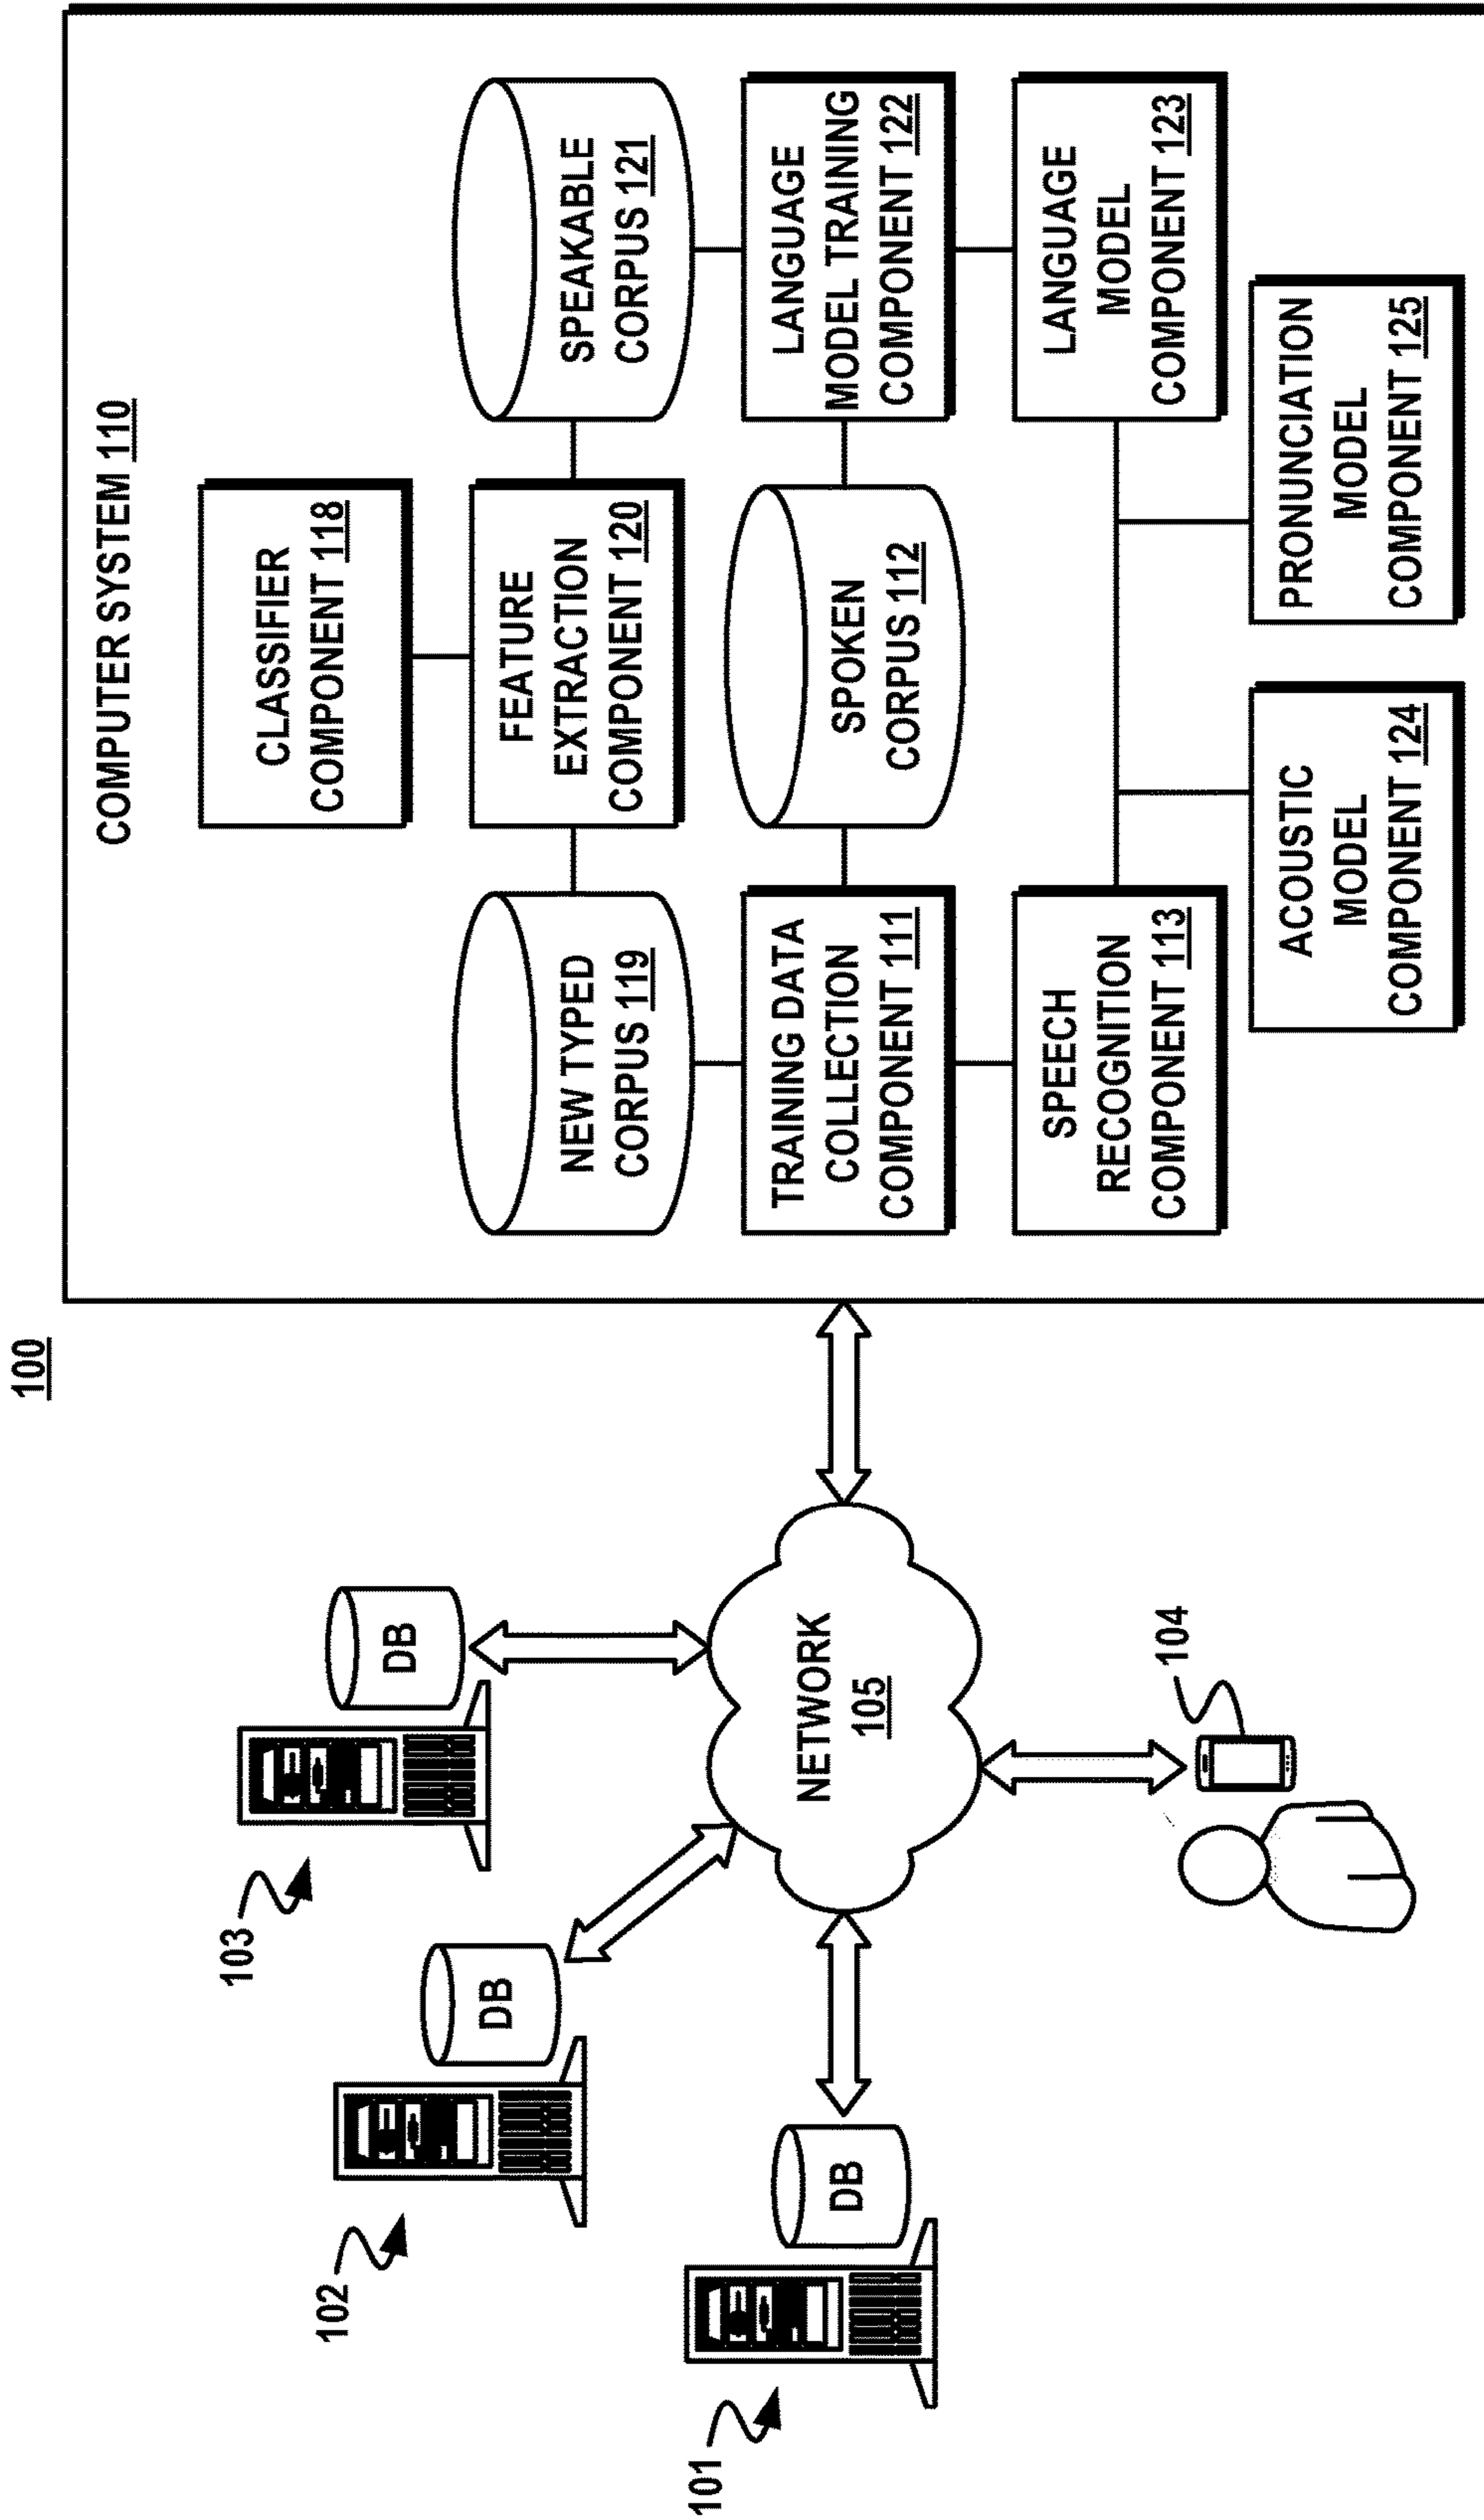 100
COMPUTER SYSTEM 110
CLASSIFIER
COMPONENT 118
NEW TYPED
CORPUS 119
FEATURE
EXTRACTION
COMPONENT 120
SPEAKABLE
CORPUS 121
TRAINING DATA
COLLECTION
COMPONENT 111
SPOKEN
CORPUS 112
LANGUAGE
MODEL TRAINING
COMPONENT 122
SPEECH
RECOGNITION
COMPONENT 113
LANGUAGE
MODEL
COMPONENT 123
ACOUSTIC
MODEL
COMPONENT 124
PRONUNCIATION
MODEL
COMPONENT 125
103
DB
102
DB
101
DB
NETWORK
105
104